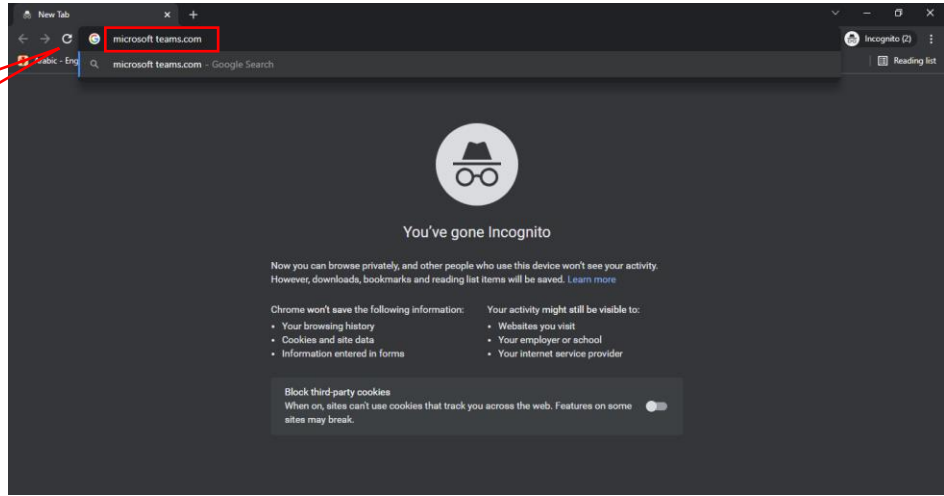 New Tab
microsoft teams.com
Incognito (2)
Arabic - Eng
Reading list
microsoft teams.com - Google Search
You've gone Incognito
Now you can browse privately, and other people who use this device won't see your activity.
However, downloads, bookmarks and reading list items will be saved. Learn more
Chrome won't save the following information:
• Your browsing history
• Cookies and site data
• Information entered in forms
Your activity might still be visible to:
• Websites you visit
• Your employer or school
• Your internet service provider
Block third-party cookies
When on, sites can't use cookies that track you across the web. Features on some
sites may break.